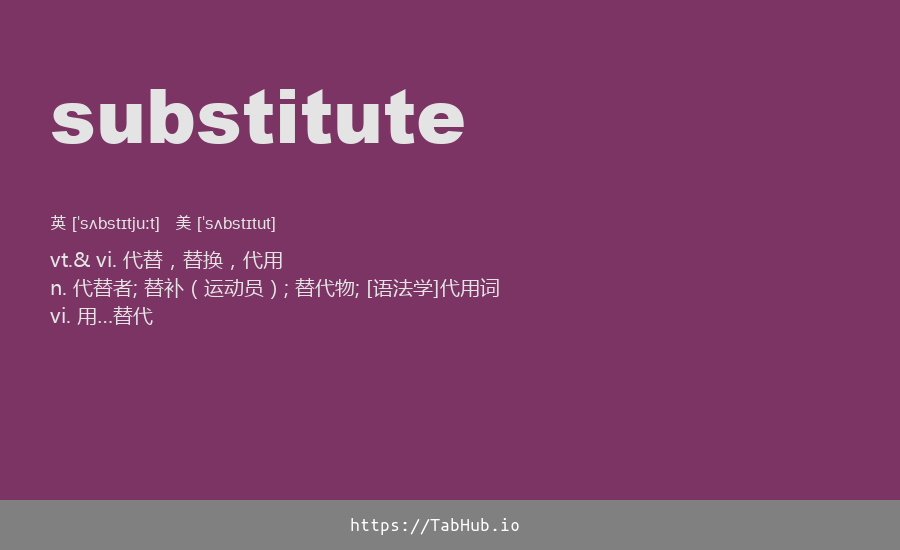 substitute
英 [ˈsʌbstɪtjuːt]   美 [ˈsʌbstɪtut]
vt.& vi. 代替，替换，代用
n. 代替者; 替补（运动员）; 替代物; [语法学]代用词
vi. 用...替代
https://TabHub.io